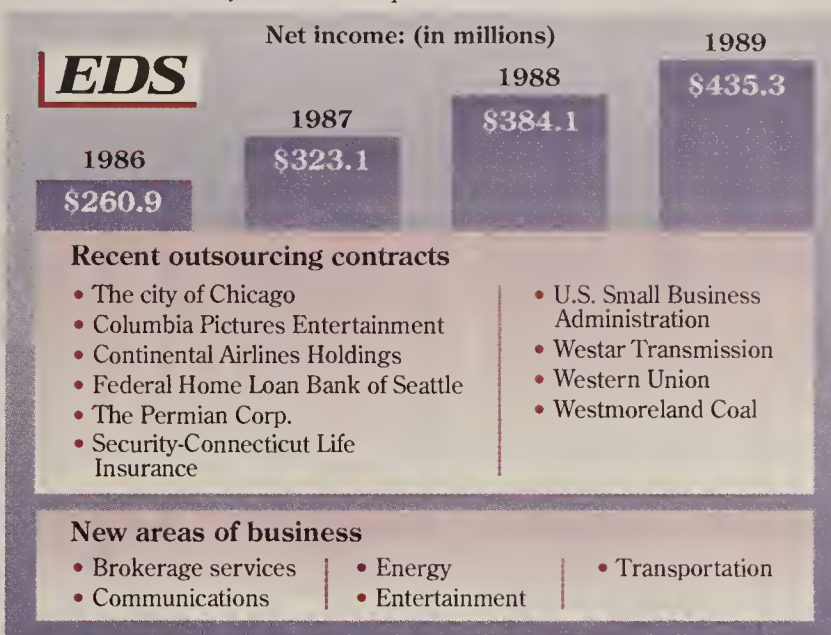 Net income: (in millions)
EDS
1986
$260.9
1987
$323.1
1988
$384.1
1989
$435.3
Recent outsourcing contracts
• The city of Chicago
• Columbia Pictures Entertainment
• Continental Airlines Holdings
• Federal Home Loan Bank of Seattle
• The Permian Corp.
• Security-Connecticut Life
Insurance
• U.S. Small Business
Administration
• Westar Transmission
• Western Union
• Westmoreland Coal
New areas of business
• Brokerage services
• Communications
• Energy
• Entertainment
• Transportation